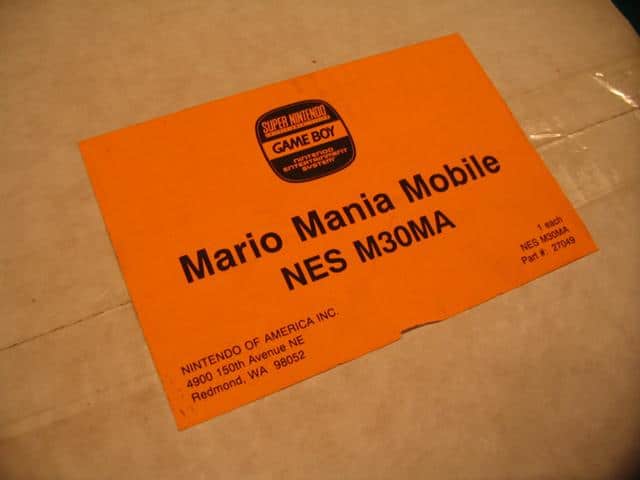 SUPER NINTENDO
GAME BOY
NINTENDO
ENTERTAINMENT
SYSTEM
Mario Mania Mobile
NES M30MA
1 each
NES M30MA
Part #. 27049
NINTENDO OF AMERICA INC.
4900 150th Avenue NE
Redmond, WA 98052